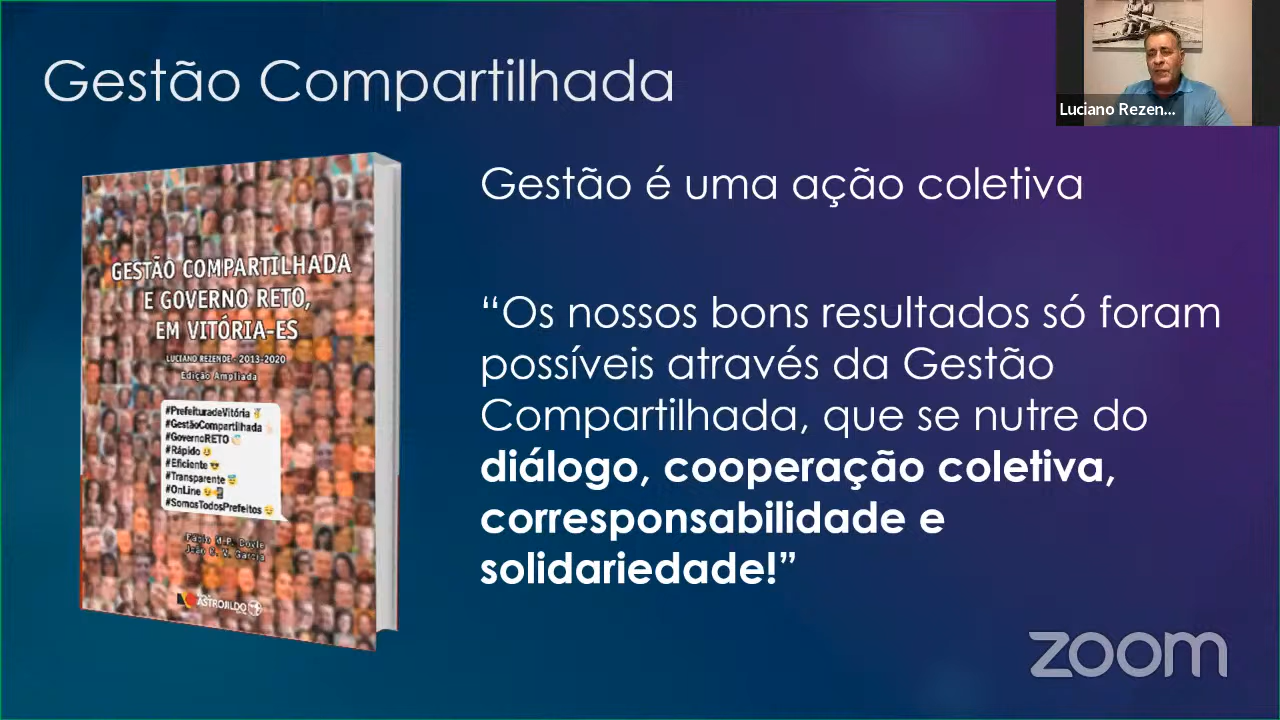 Gestão Compartilhada
Luciano Rezen...
Gestão é uma ação coletiva
“Os nossos bons resultados só foram
possíveis através da Gestão
Compartilhada, que se nutre do
diálogo, cooperação coletiva,
corresponsabilidade e
solidariedade!”
GESTÃO COMPARTILHADA
E GOVERNO RETO,
EM VITÓRIA-ES
LUCIANO REZENDE - 2013-2020
Edição Ampliada
#PrefeituradeVitória
#GestãoCompartilhada
#GovernoRETO
#Rápido
#Eficiente
#Transparente
#OnLine
#SomosTodosPrefeitos
ASTROJILDO
zoom